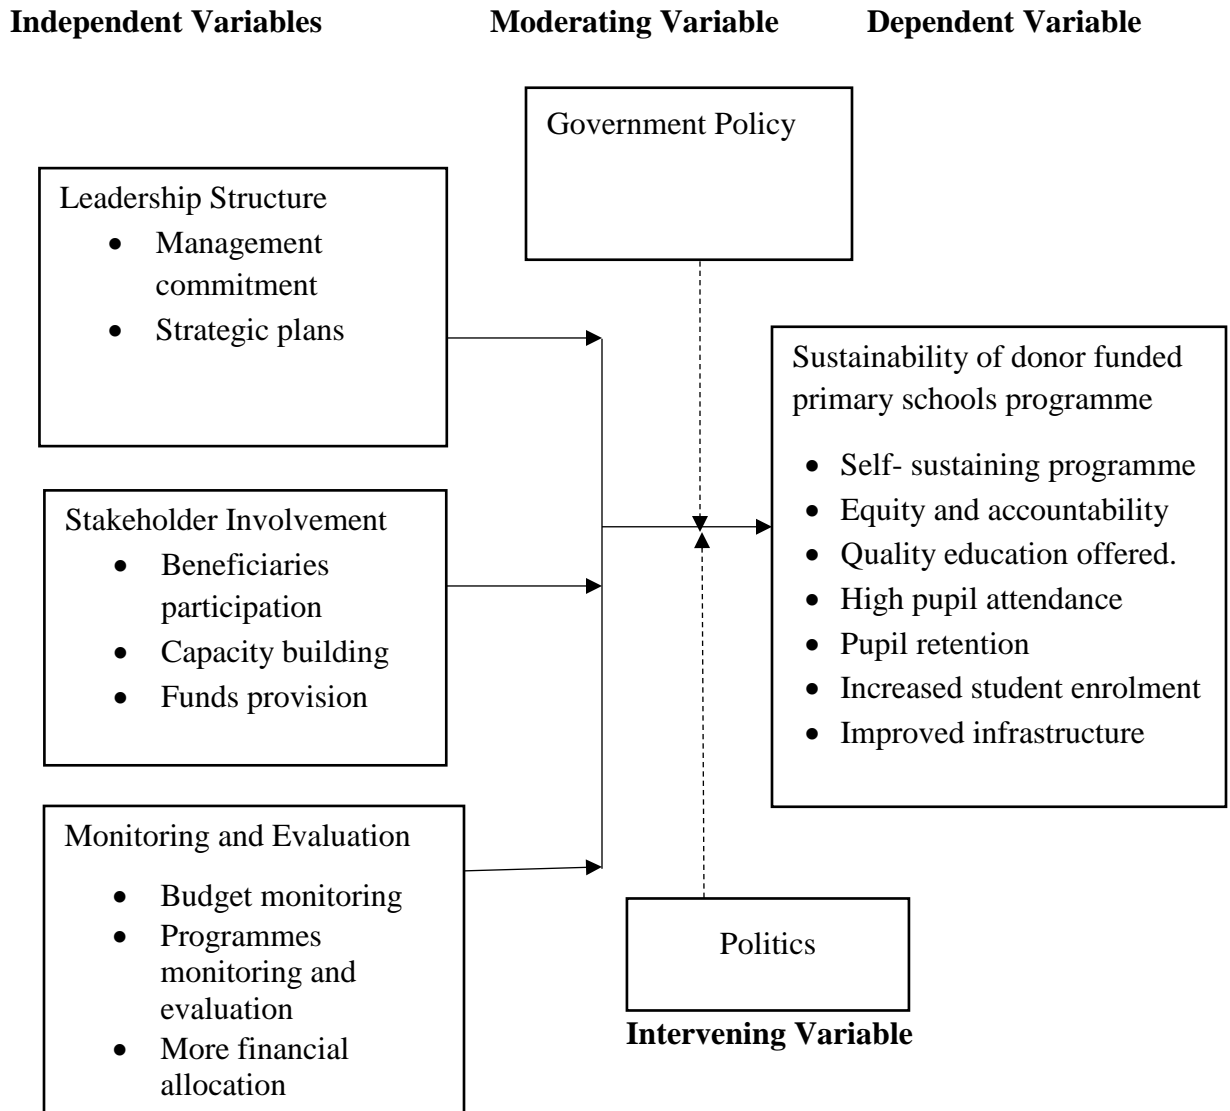 Independent Variables
Moderating Variable
Dependent Variable
Government Policy
Leadership Structure
• Management
commitment
• Strategic plans
Stakeholder Involvement
• Beneficiaries
participation
• Capacity building
• Funds provision
Monitoring and Evaluation
• Budget monitoring
• Programmes
monitoring and
evaluation
• More financial
allocation
Sustainability of donor funded
primary schools programme
• Self- sustaining programme
• Equity and accountability
• Quality education offered.
• High pupil attendance
• Pupil retention
• Increased student enrolment
• Improved infrastructure
Politics
Intervening Variable